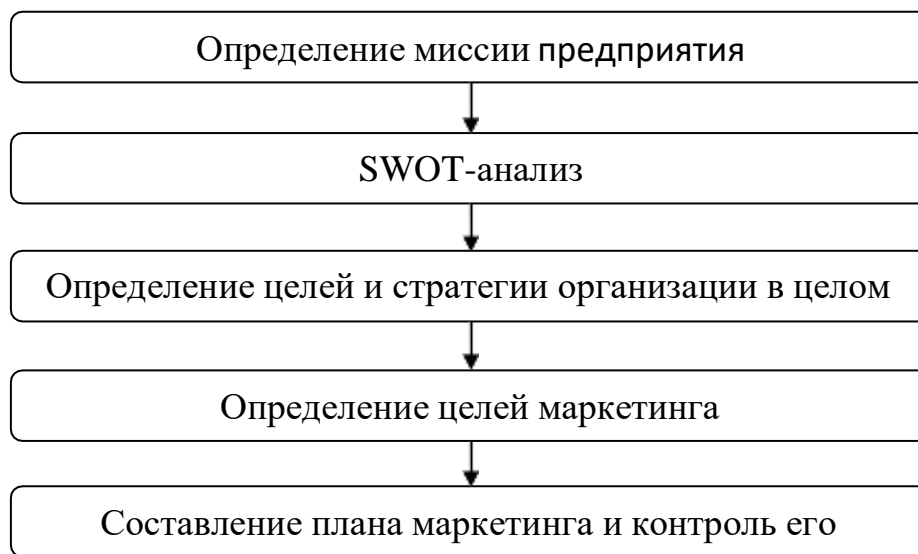 Определение миссии предприятия
SWOT-анализ
Определение целей и стратегии организации в целом
Определение целей маркетинга
Составление плана маркетинга и контроль его